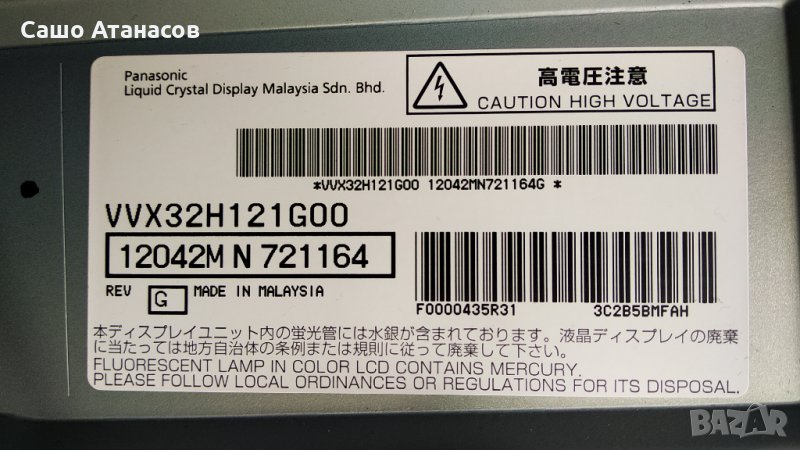 Сашо Атанасов
Panasonic
Liquid Crystal Display Malaysia Sdn. Bhd.
高電圧注意
CAUTION HIGH VOLTAGE
*VVX32H121G00 12042MN721164G *
VVX32H121G00
12042M N 721164
REV G MADE IN MALAYSIA
F0000435R31 3C2B5BMFAH
本ディスプレイユニット内の蛍光管には水銀が含まれております。液晶ディスプレイの廃棄
に当たっては地方自治体の条例または規則に従って廃棄して下さい。
FLUORESCENT LAMP IN COLOR LCD CONTAINS MERCURY.
PLEASE FOLLOW LOCAL ORDINANCES OR REGULATIONS FOR ITS DISPOSAL.
BAZAR